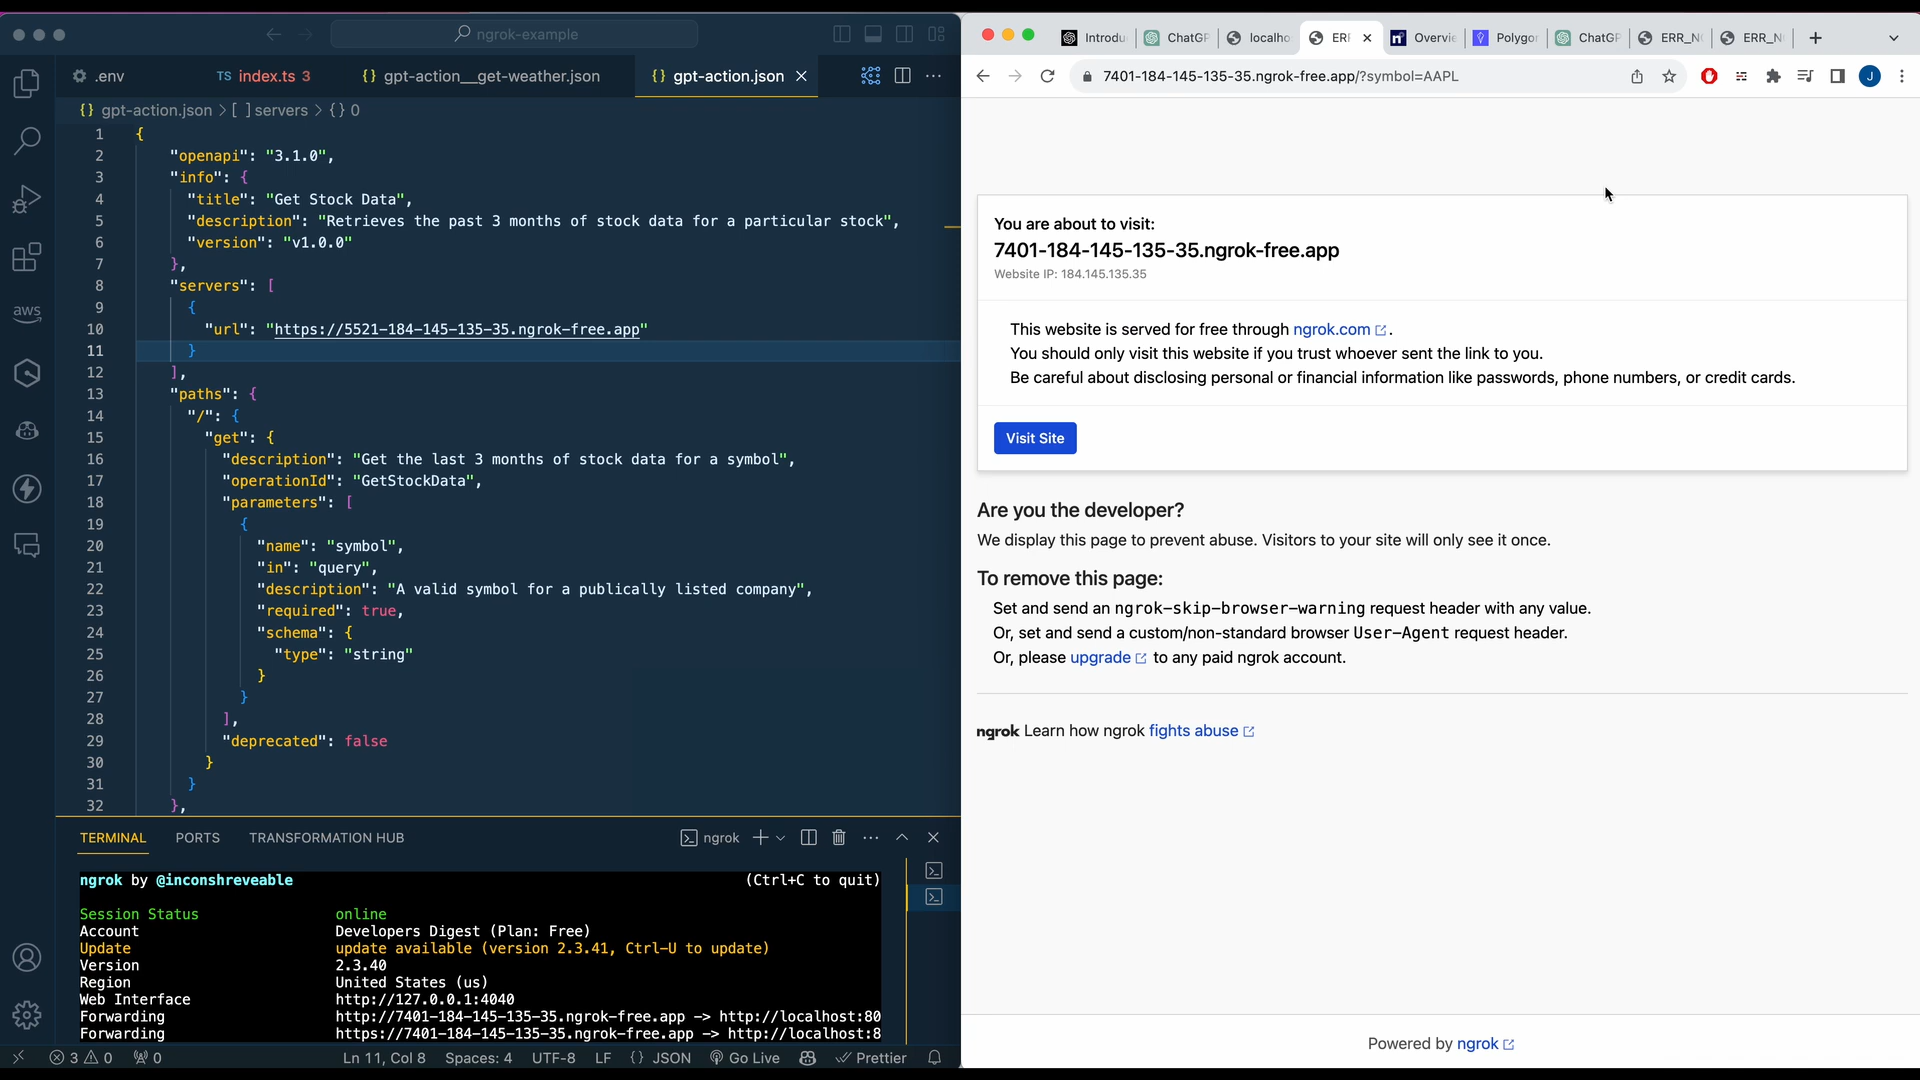 ngrok-example
.env
TS index.ts 3
{} gpt-action__get-weather.json
{} gpt-action.json
{} gpt-action.json > [ ] servers > {} 0
1 {
2 "openapi": "3.1.0",
3 "info": {
4 "title": "Get Stock Data",
5 "description": "Retrieves the past 3 months of stock data for a particular stock",
6 "version": "v1.0.0"
7 },
8 "servers": [
9 {
10 "url": "https://5521-184-145-135-35.ngrok-free.app"
11 }
12 ],
13 "paths": {
14 "/": {
15 "get": {
16 "description": "Get the last 3 months of stock data for a symbol",
17 "operationId": "GetStockData",
18 "parameters": [
19 {
20 "name": "symbol",
21 "in": "query",
22 "description": "A valid symbol for a publically listed company",
23 "required": true,
24 "schema": {
25 "type": "string"
26 }
27 }
28 ],
29 "deprecated": false
30 }
31 }
32 },
aws
TERMINAL PORTS TRANSFORMATION HUB
ngrok
ngrok by @inconshreveable (Ctrl+C to quit)
Session Status online
Account Developers Digest (Plan: Free)
Update update available (version 2.3.41, Ctrl-U to update)
Version 2.3.40
Region United States (us)
Web Interface http://127.0.0.1:4040
Forwarding http://7401-184-145-135-35.ngrok-free.app -> http://localhost:80
Forwarding https://7401-184-145-135-35.ngrok-free.app -> http://localhost:8
3 0 0 Ln 11, Col 8 Spaces: 4 UTF-8 LF {} JSON Go Live Prettier
Introdu ChatGP localho ERR Overvie Polygon ChatGP ERR_N ERR_N
7401-184-145-135-35.ngrok-free.app/?symbol=AAPL
J
You are about to visit:
7401-184-145-135-35.ngrok-free.app
Website IP: 184.145.135.35
This website is served for free through ngrok.com.
You should only visit this website if you trust whoever sent the link to you.
Be careful about disclosing personal or financial information like passwords, phone numbers, or credit cards.
Visit Site
Are you the developer?
We display this page to prevent abuse. Visitors to your site will only see it once.
To remove this page:
Set and send an ngrok-skip-browser-warning request header with any value.
Or, set and send a custom/non-standard browser User-Agent request header.
Or, please upgrade to any paid ngrok account.
ngrok Learn how ngrok fights abuse
Powered by ngrok